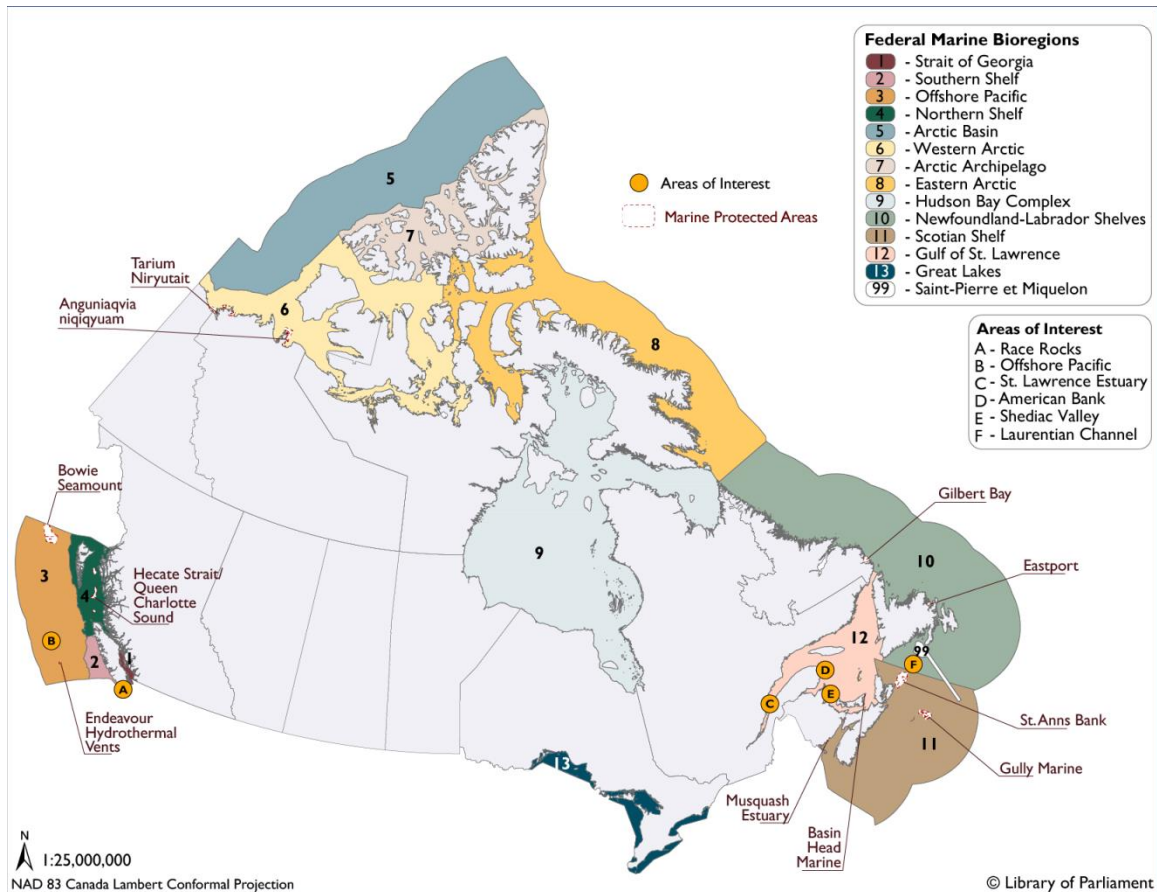 Federal Marine Bioregions
1 - Strait of Georgia
2 - Southern Shelf
3 - Offshore Pacific
4 - Northern Shelf
5 - Arctic Basin
6 - Western Arctic
7 - Arctic Archipelago
8 - Eastern Arctic
9 - Hudson Bay Complex
10 - Newfoundland-Labrador Shelves
11 - Scotian Shelf
12 - Gulf of St. Lawrence
13 - Great Lakes
99 - Saint-Pierre et Miquelon
Areas of Interest
Marine Protected Areas
Areas of Interest
A - Race Rocks
B - Offshore Pacific
C - St. Lawrence Estuary
D - American Bank
E - Shediac Valley
F - Laurentian Channel
5
7
Tarium
Niryutait
Anguniaqvia
niqiqyuam
6
8
Bowie
Seamount
3
4
Hecate Strait/
Queen
Charlotte
Sound
B
2
1
A
Endeavour
Hydrothermal
Vents
9
Gilbert Bay
10
Eastport
12
99
D
F
E
C
St. Anns Bank
11
Gully Marine
13
Musquash
Estuary
Basin
Head
Marine
N
1:25,000,000
NAD 83 Canada Lambert Conformal Projection
© Library of Parliament